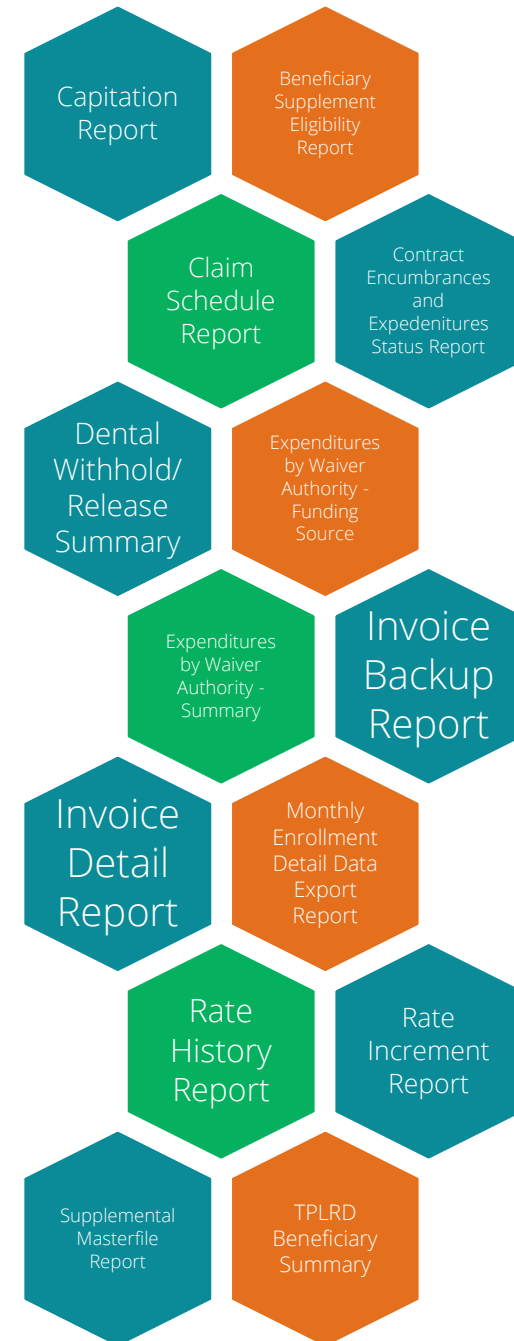 Capitation
Report
Beneficiary
Supplement
Eligibility
Report
Claim
Schedule
Report
Contract
Encumbrances
and
Expedenitures
Status Report
Dental
Withhold/
Release
Summary
Expenditures
by Waiver
Authority -
Funding
Source
Expenditures
by Waiver
Authority -
Summary
Invoice
Backup
Report
Invoice
Detail
Report
Monthly
Enrollment
Detail Data
Export
Report
Rate
History
Report
Rate
Increment
Report
Supplemental
Masterfile
Report
TPLRD
Beneficiary
Summary